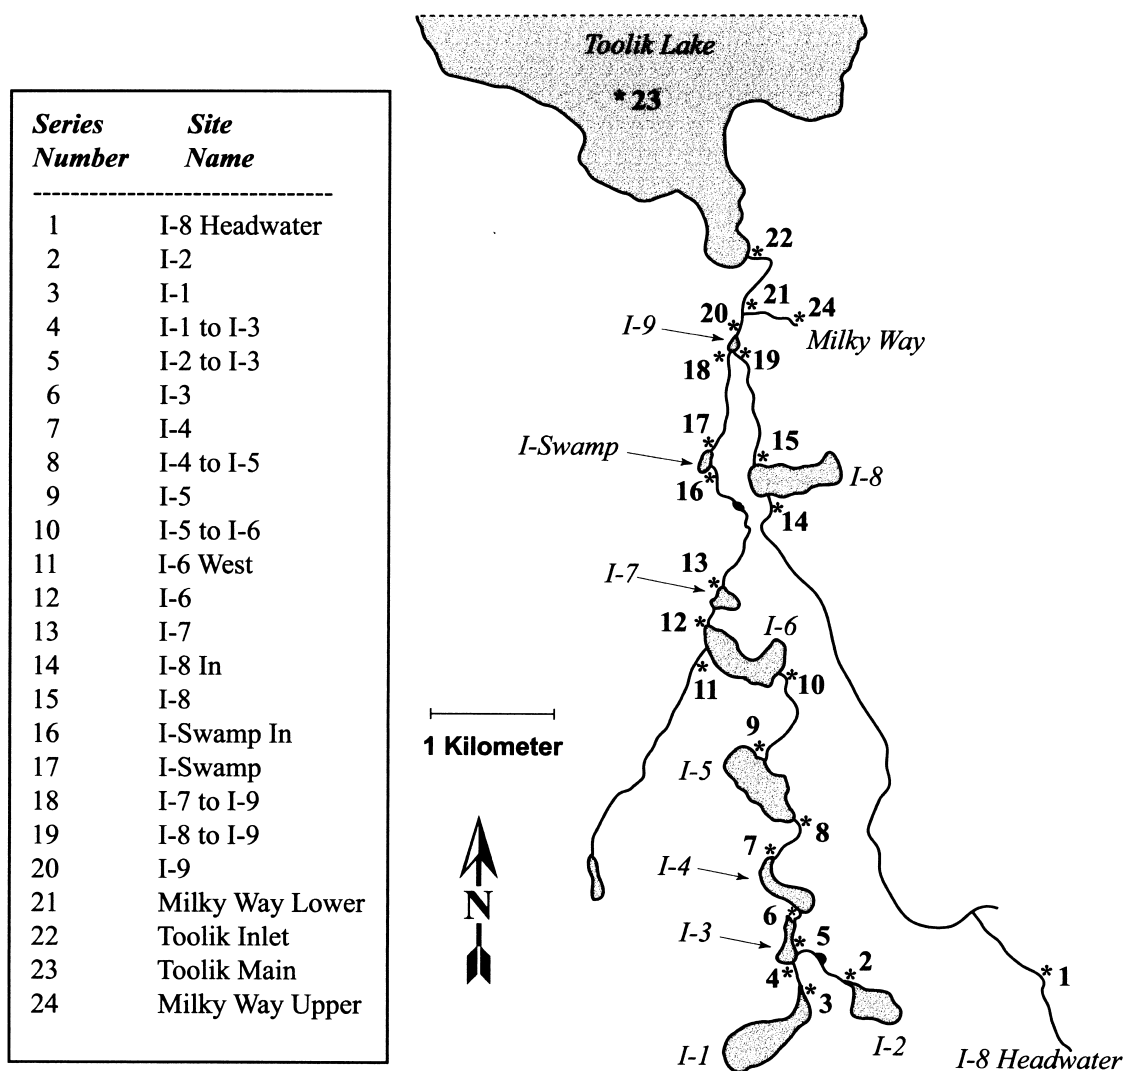 Series Site
Number Name
1 I-8 Headwater
2 I-2
3 I-1
4 I-1 to I-3
5 I-2 to I-3
6 I-3
7 I-4
8 I-4 to I-5
9 I-5
10 I-5 to I-6
11 I-6 West
12 I-6
13 I-7
14 I-8 In
15 I-8
16 I-Swamp In
17 I-Swamp
18 I-7 to I-9
19 I-8 to I-9
20 I-9
21 Milky Way Lower
22 Toolik Inlet
23 Toolik Main
24 Milky Way Upper
Toolik Lake
* 23
22
*
21
*
20
*
* 24
I-9
Milky Way
18 *
* 19
17
*
15
*
I-Swamp
I-8
16 *
* 14
13
*
I-7
12 *
I-6
*
11
* 10
1 Kilometer
9
*
I-5
* 8
7 *
I-4
N
6 *
I-3
5
*
4 *
2
*
* 1
* 3
I-1
I-2
I-8 Headwater